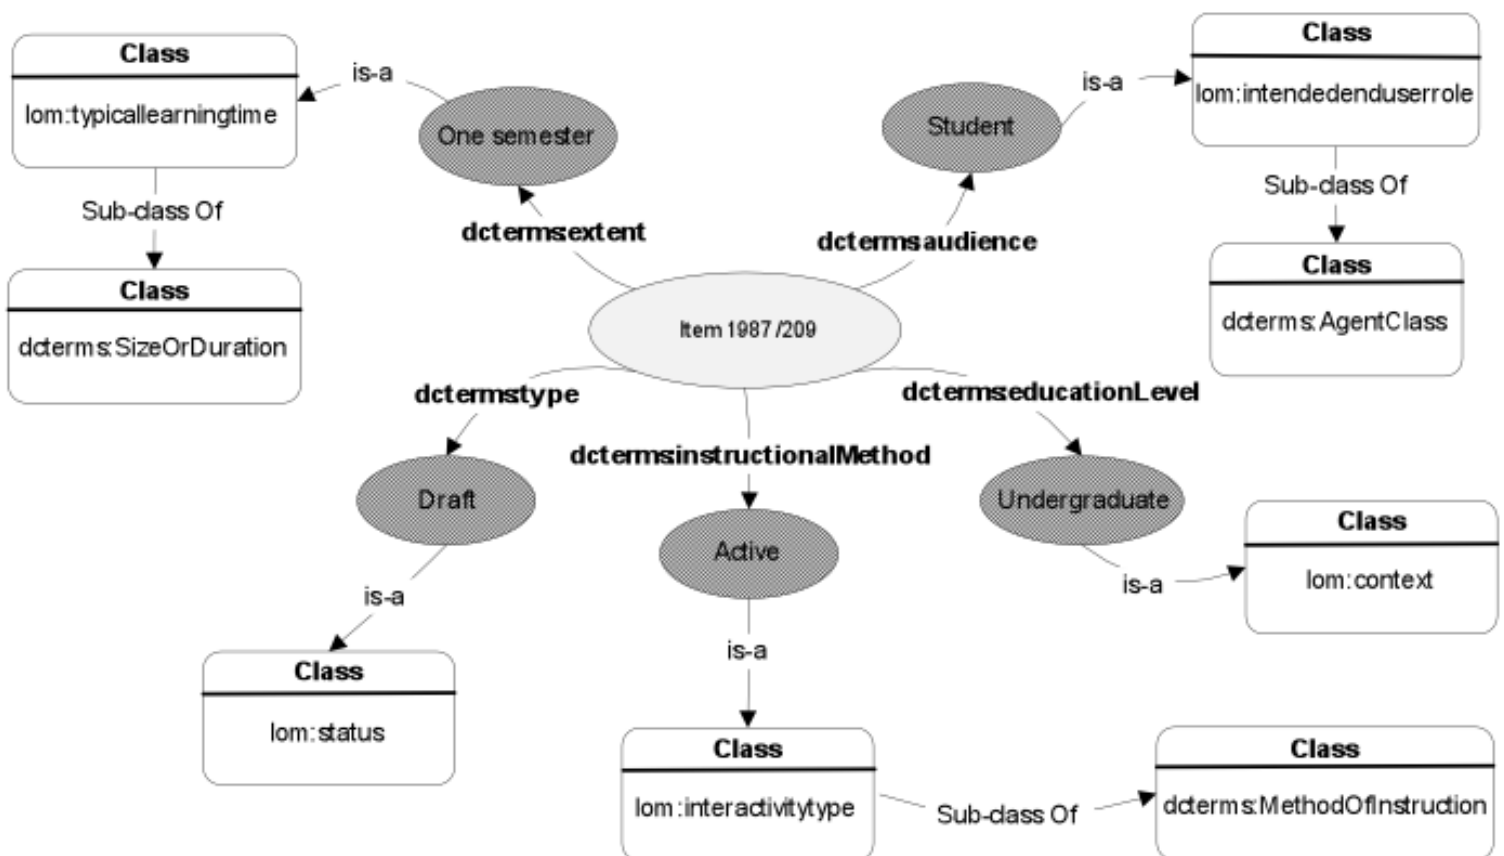 Class
lom:typicallearningtime
is-a
One semester
Student
is-a
Class
lom:intendedenduserrole
Sub-class Of
Sub-class Of
dcterms:extent
dcterms:audience
Class
dcterms:SizeOrDuration
Item 1987/209
Class
dcterms:AgentClass
dcterms:type
dcterms:instructionalMethod
dcterms:educationLevel
Draft
Active
Undergraduate
is-a
is-a
is-a
Class
lom:context
Class
lom:status
Class
lom:interactivitytype
Sub-class Of
Class
dcterms:MethodOfInstruction